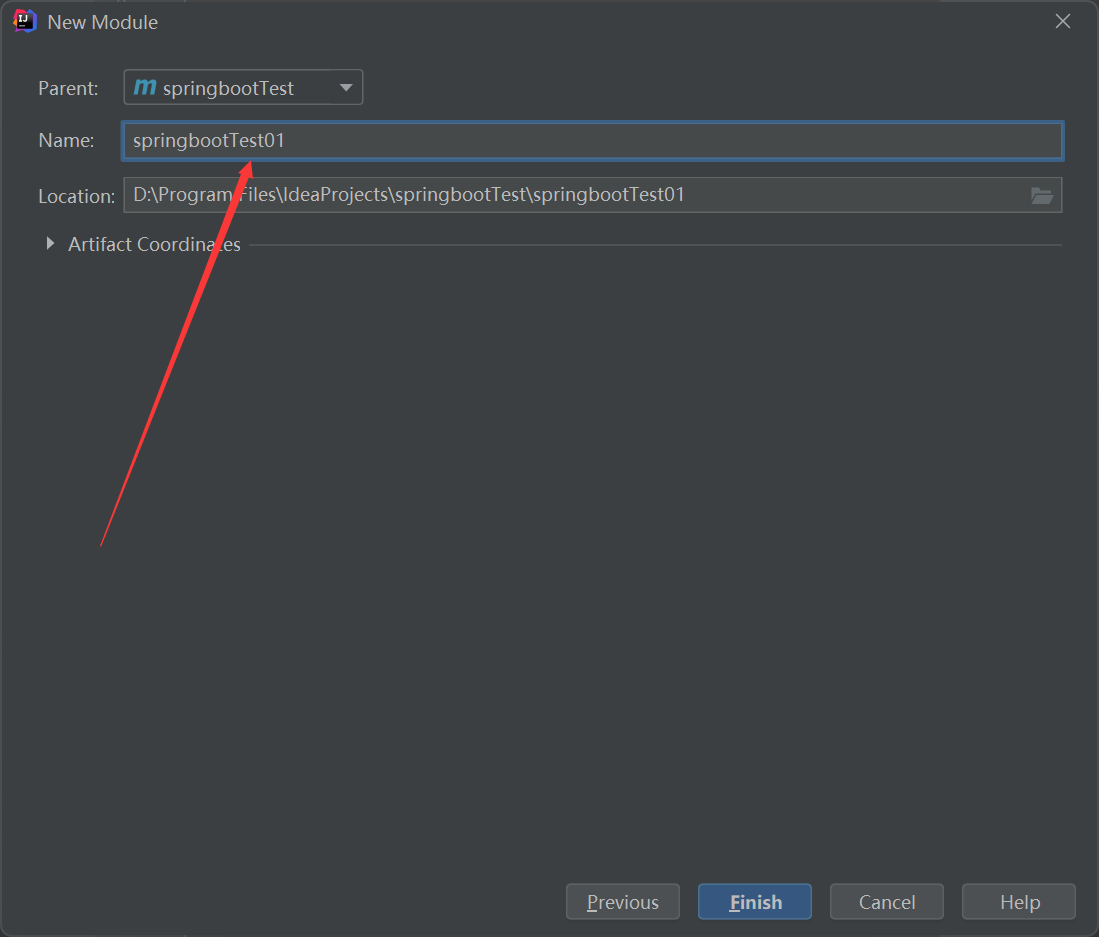 New Module
Parent: m springbootTest
Name: springbootTest01
Location: D:\Program Files\IdeaProjects\springbootTest\springbootTest01
Artifact Coordinates
Previous Finish Cancel Help